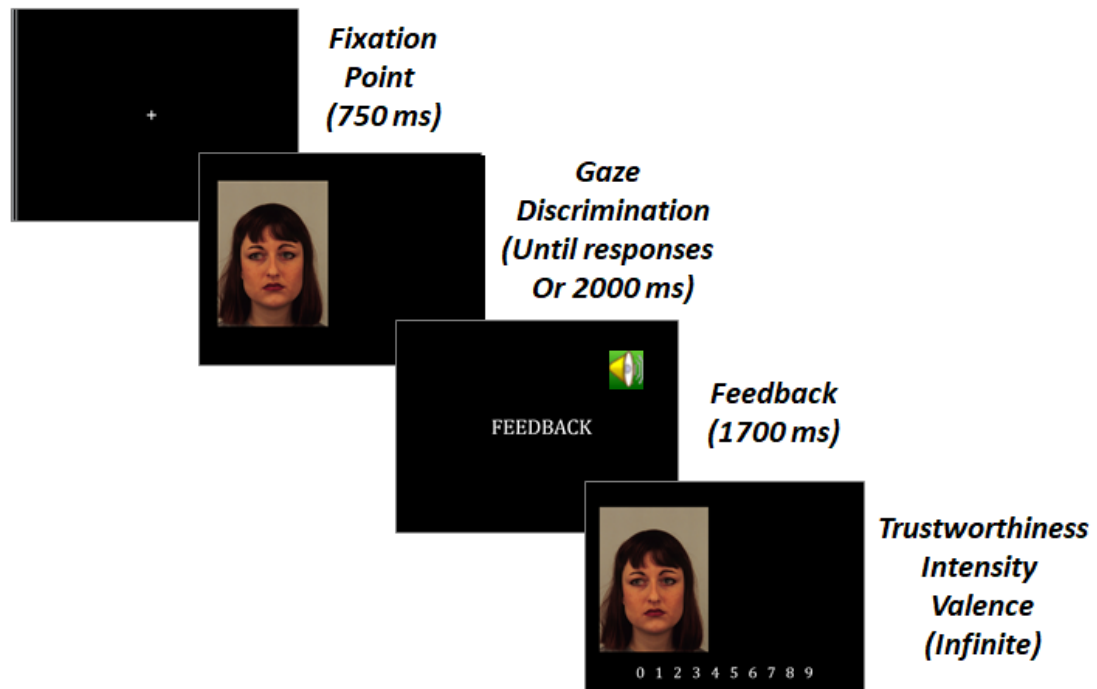 Fixation
Point
(750 ms)
+
Gaze
Discrimination
(Until responses
Or 2000 ms)
FEEDBACK
Feedback
(1700 ms)
Trustworthiness
Intensity
Valence
(Infinite)
0 1 2 3 4 5 6 7 8 9